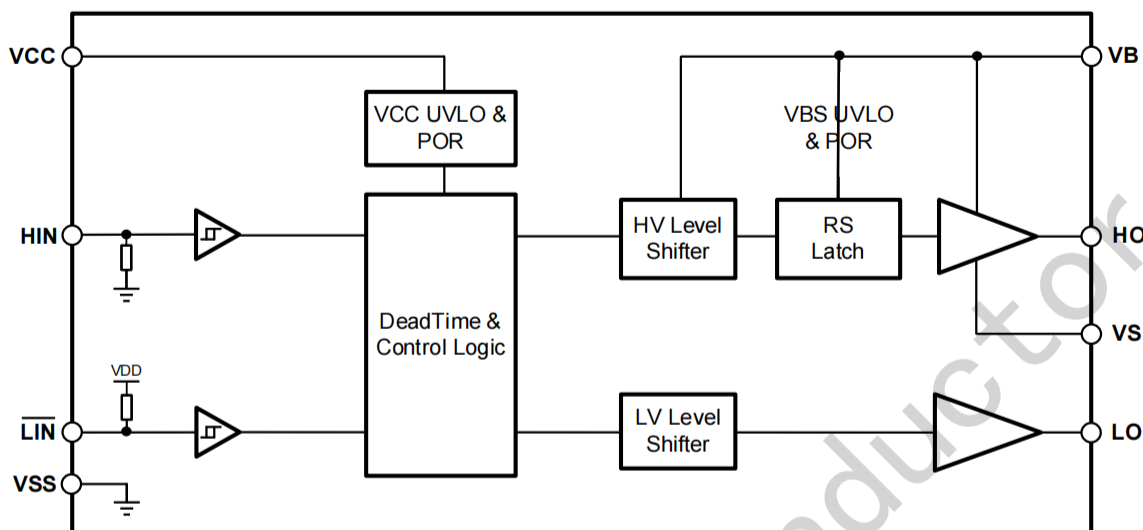 VCC
VB
VCC UVLO &
POR
VBS UVLO
& POR
HIN
HV Level
Shifter
RS
Latch
HO
DeadTime &
Control Logic
VS
VDD
LIN
LV Level
Shifter
LO
VSS